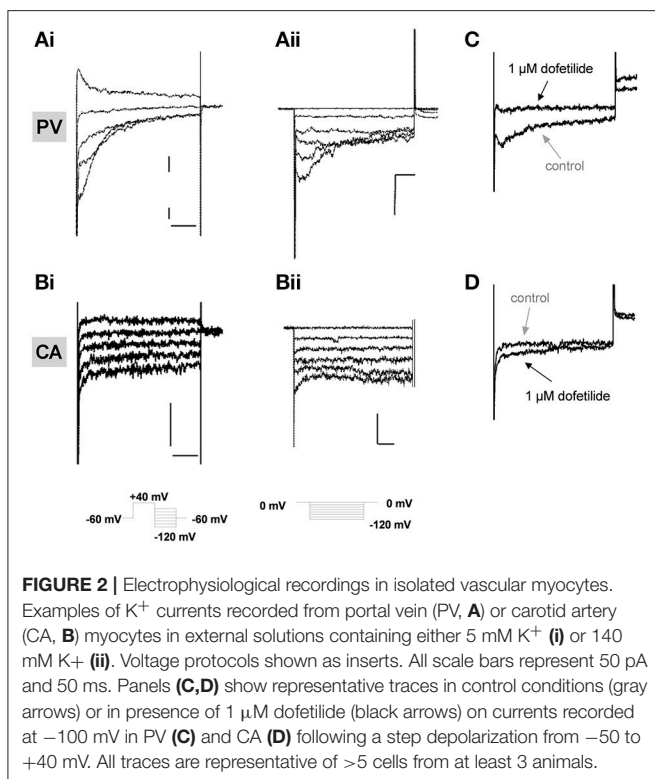 Ai Aii C
1 µM dofetilide
PV
control
Bi Bii D
control
CA
1 µM dofetilide
+40 mV
-60 mV -60 mV
-120 mV
0 mV 0 mV
-120 mV
FIGURE 2 | Electrophysiological recordings in isolated vascular myocytes.
Examples of K+ currents recorded from portal vein (PV, A) or carotid artery
(CA, B) myocytes in external solutions containing either 5 mM K+ (i) or 140
mM K+ (ii). Voltage protocols shown as inserts. All scale bars represent 50 pA
and 50 ms. Panels (C,D) show representative traces in control conditions (gray
arrows) or in presence of 1 µM dofetilide (black arrows) on currents recorded
at −100 mV in PV (C) and CA (D) following a step depolarization from −50 to
+40 mV. All traces are representative of >5 cells from at least 3 animals.